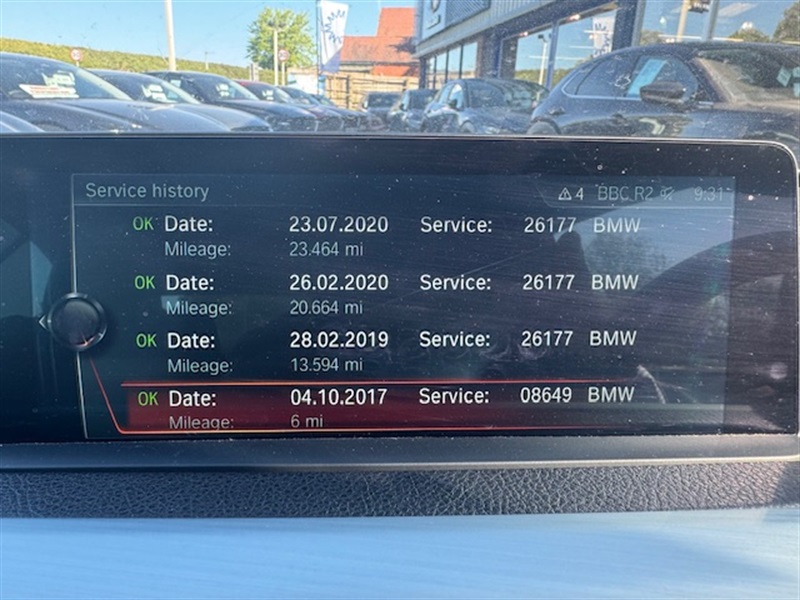 Service history
4 BBC R2 9:31
OK Date: 23.07.2020 Service: 26177 BMW
Mileage: 23.464 mi
OK Date: 26.02.2020 Service: 26177 BMW
Mileage: 20.664 mi
OK Date: 28.02.2019 Service: 26177 BMW
Mileage: 13.594 mi
OK Date: 04.10.2017 Service: 08649 BMW
Mileage: 6 mi